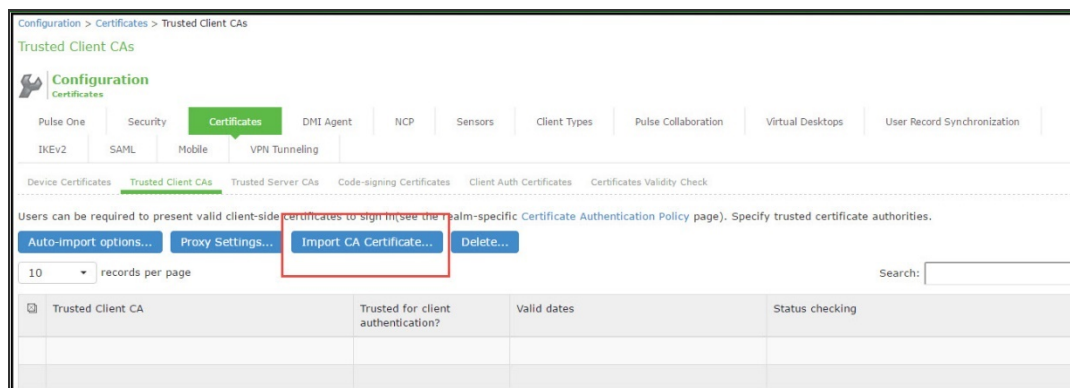 Configuration > Certificates > Trusted Client CAs
Trusted Client CAs
Configuration
Certificates
Pulse One Security Certificates DMI Agent NCP Sensors Client Types Pulse Collaboration Virtual Desktops User Record Synchronization
IKEv2 SAML Mobile VPN Tunneling
Device Certificates Trusted Client CAs Trusted Server CAs Code-signing Certificates Client Auth Certificates Certificates Validity Check
Users can be required to present valid client-side certificates to sign in(see the realm-specific Certificate Authentication Policy page). Specify trusted certificate authorities.
Auto-import options... Proxy Settings... Import CA Certificate... Delete...
10 records per page Search:
Trusted Client CA Trusted for client Valid dates Status checking
authentication?